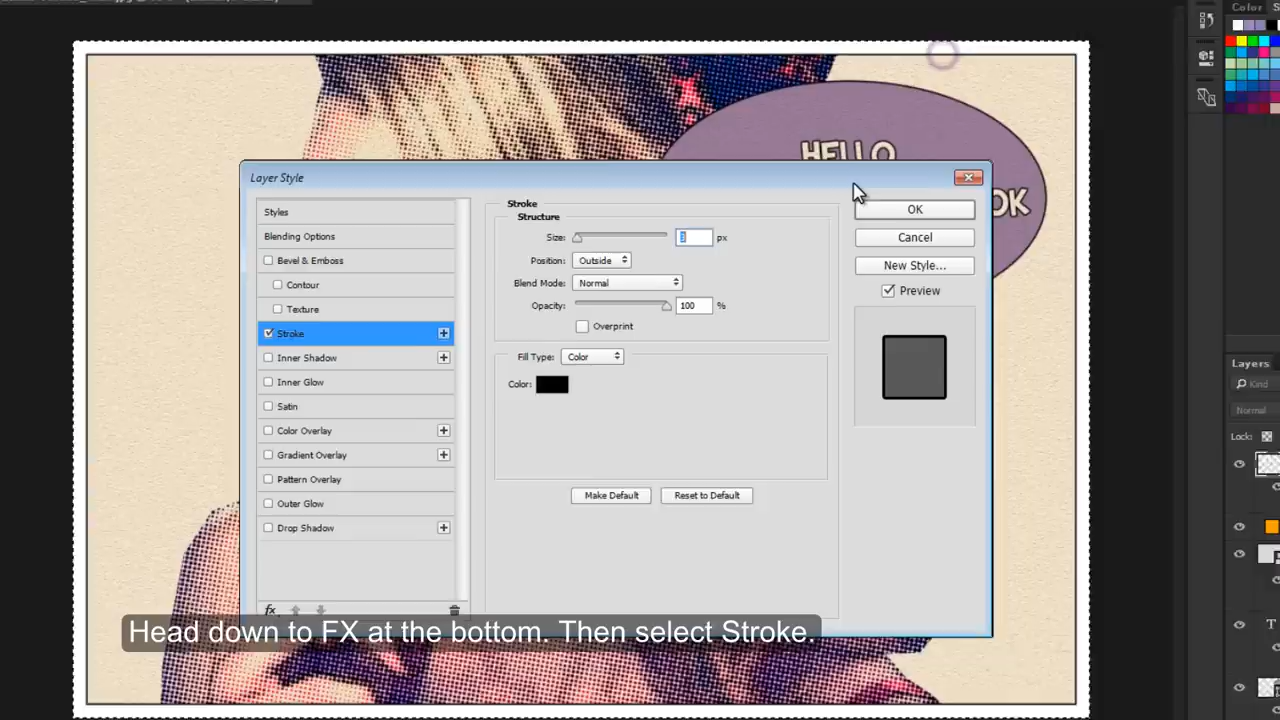 Color
HELLO
OK
Layer Style
Styles
Blending Options
Bevel & Emboss
Contour
Texture
Stroke
Inner Shadow
Inner Glow
Satin
Color Overlay
Gradient Overlay
Pattern Overlay
Outer Glow
Drop Shadow
fx
Stroke
Structure
Size: 3 px
Position: Outside
Blend Mode: Normal
Opacity: 100 %
Overprint
Fill Type: Color
Color:
Make Default
Reset to Default
OK
Cancel
New Style...
Preview
Layers
Kind
Normal
Lock:
T
Head down to FX at the bottom. Then select Stroke.